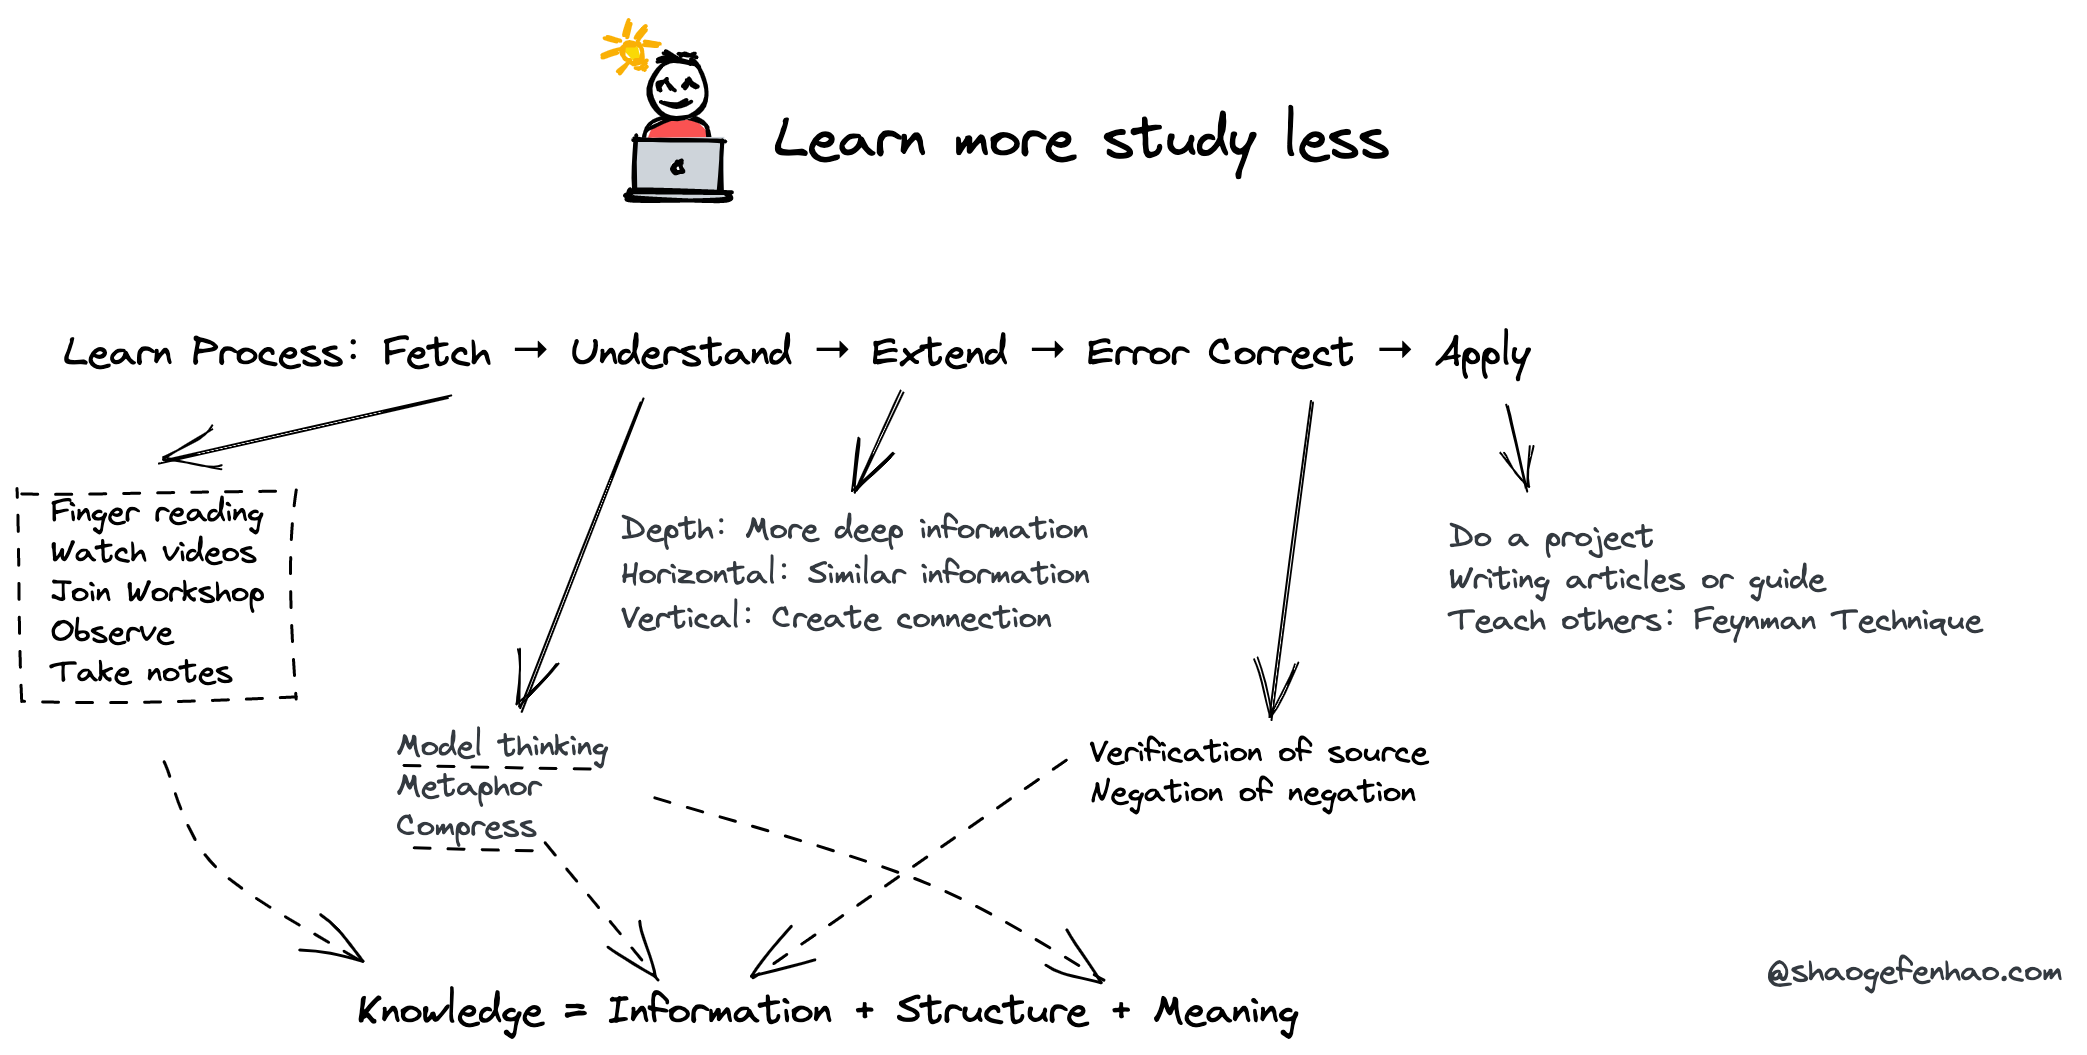 Learn more study less
Learn Process: Fetch → Understand → Extend → Error Correct → Apply
Finger reading
Watch videos
Join Workshop
Observe
Take notes
Model thinking
Metaphor
Compress
Depth: More deep information
Horizontal: Similar information
Vertical: Create connection
Verification of source
Negation of negation
Do a project
Writing articles or guide
Teach others: Feynman Technique
Knowledge = Information + Structure + Meaning
@shaogefenhao.com